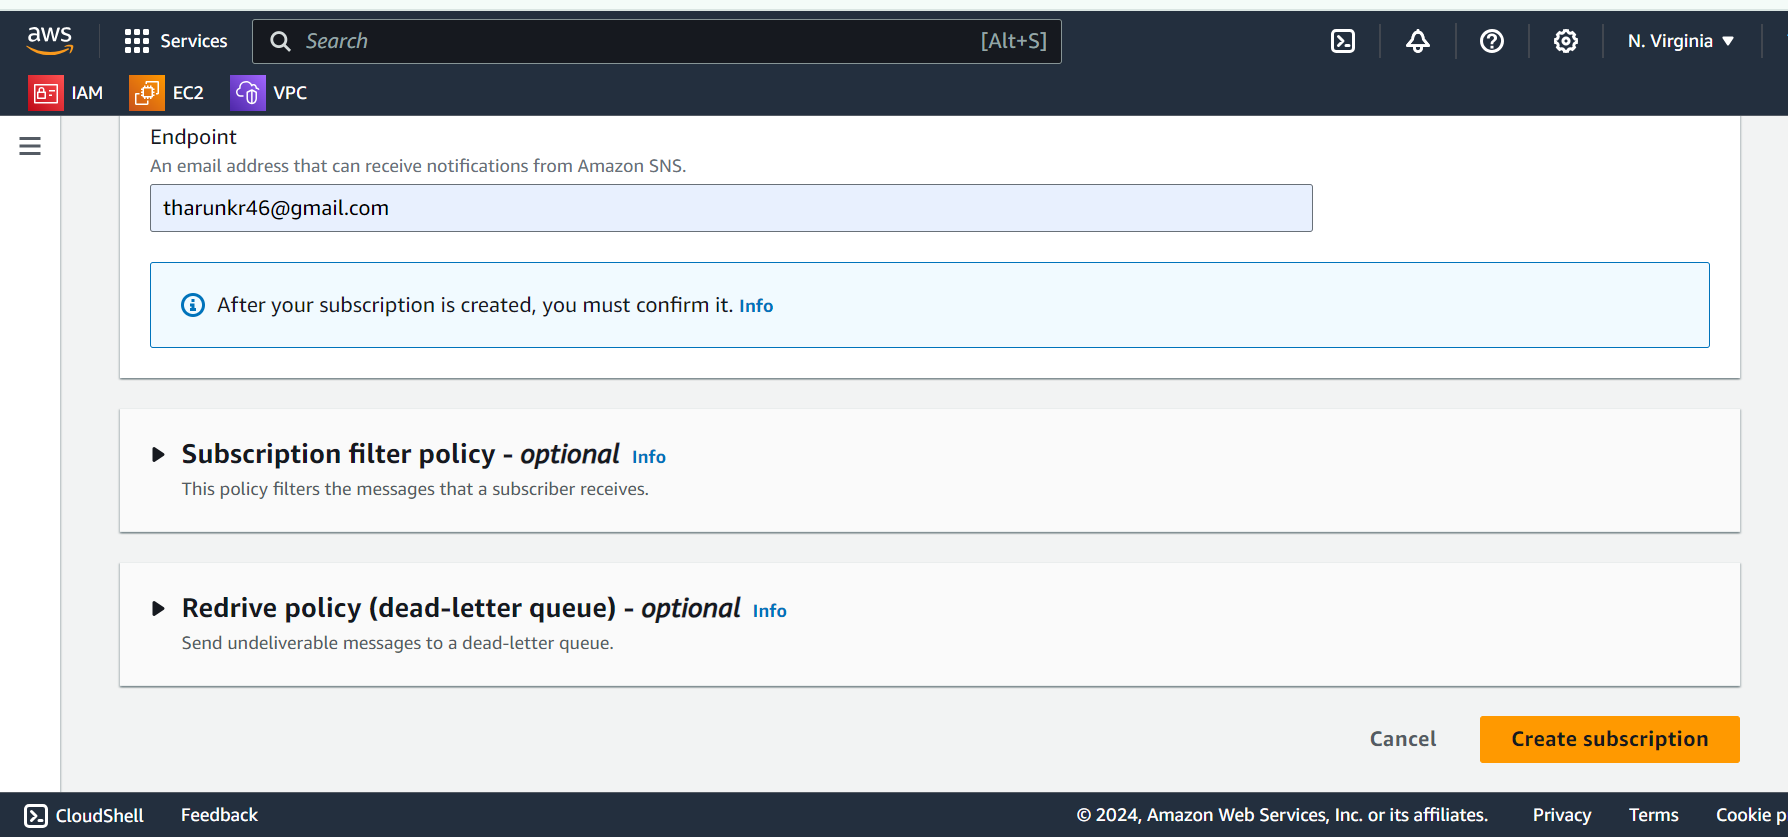 aws Services Search [Alt+S] N. Virginia
IAM EC2 VPC
Endpoint
An email address that can receive notifications from Amazon SNS.
tharunkr46@gmail.com
After your subscription is created, you must confirm it. Info
Subscription filter policy - optional Info
This policy filters the messages that a subscriber receives.
Redrive policy (dead-letter queue) - optional Info
Send undeliverable messages to a dead-letter queue.
Cancel Create subscription
CloudShell Feedback © 2024, Amazon Web Services, Inc. or its affiliates. Privacy Terms Cookie p